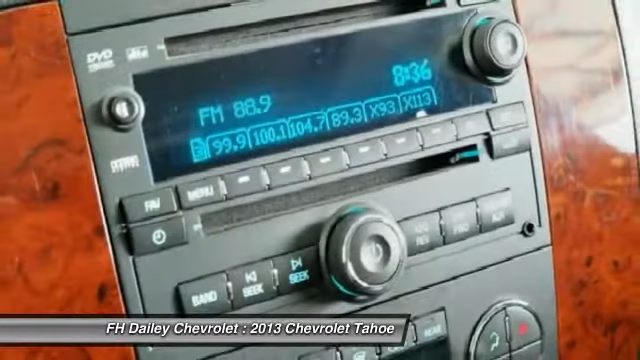 DVD
8:36
FM 88.9
99.9 100.1 104.7 89.3 X93 X113
FAV MENU
BAND SEEK SEEK
REAR
FH Dailey Chevrolet : 2013 Chevrolet Tahoe